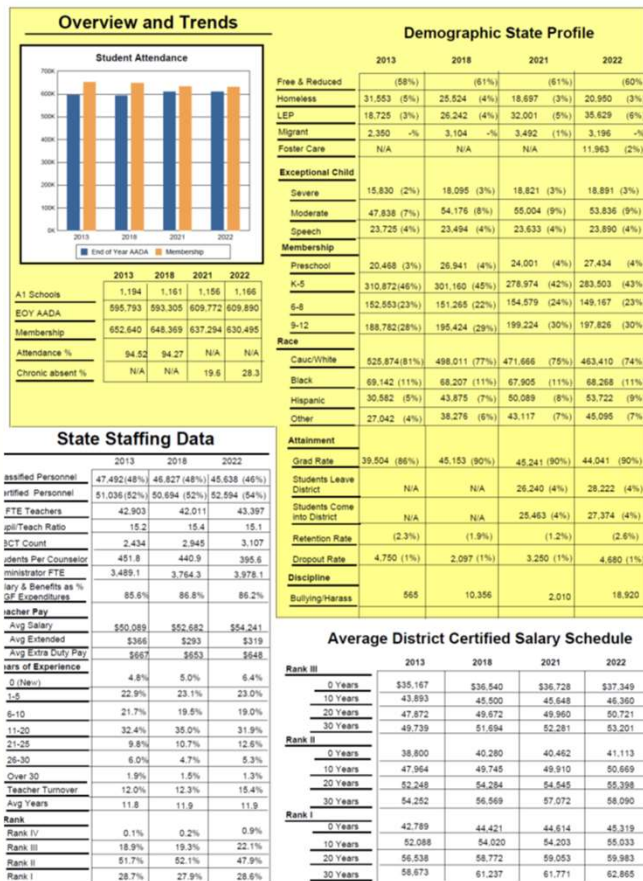 Overview and Trends
Student Attendance
700K
600K
500K
400K
300K
200K
100K
0K
2013 2018 2021 2022
End of Year AADA Membership
2013 2018 2021 2022
A1 Schools 1,194 1,161 1,156 1,166
EOY AADA 595,793 593,305 609,772 609,890
Membership 652,640 648,369 637,294 630,495
Attendance % 94.52 94.27 N/A N/A
Chronic absent % N/A N/A 19.6 28.3
Demographic State Profile
2013 2018 2021 2022
Free & Reduced (58%) (61%) (61%) (60%
Homeless 31,553 (5%) 25,524 (4%) 18,697 (3%) 20,950 (3%
LEP 18,725 (3%) 26,242 (4%) 32,001 (5%) 35,629 (6%
Migrant 2,350 -% 3,104 -% 3,492 (1%) 3,196 -%
Foster Care N/A N/A N/A 11,963 (2%)
Exceptional Child
Severe 15,830 (2%) 18,095 (3%) 18,821 (3%) 18,891 (3%)
Moderate 47,838 (7%) 54,176 (8%) 55,004 (9%) 53,836 (9%)
Speech 23,725 (4%) 23,494 (4%) 23,633 (4%) 23,890 (4%)
Membership
Preschool 20,468 (3%) 26,941 (4%) 24,001 (4%) 27,434 (4%
K-5 310,872(46%) 301,160 (45%) 278,974 (42%) 283,503 (43%
6-8 152,553(23%) 151,265 (22%) 154,579 (24%) 149,167 (23%
9-12 188,782(28%) 195,424 (29%) 199,224 (30%) 197,826 (30%
Race
Cauc/White 525,874(81%) 498,011 (77%) 471,666 (75%) 463,410 (74%
Black 69,142 (11%) 68,207 (11%) 67,905 (11%) 68,268 (11%
Hispanic 30,582 (5%) 43,875 (7%) 50,089 (8%) 53,722 (9%
Other 27,042 (4%) 38,276 (6%) 43,117 (7%) 45,095 (7%
Attainment
Grad Rate 39,504 (86%) 45,153 (90%) 45,241 (90%) 44,041 (90%)
Students Leave
District N/A N/A 26,240 (4%) 28,222 (4%)
Students Come
into District N/A N/A 25,463 (4%) 27,374 (4%)
Retention Rate (2.3%) (1.9%) (1.2%) (2.6%)
Dropout Rate 4,750 (1%) 2,097 (1%) 3,250 (1%) 4,680 (1%
Discipline
Bullying/Harass 565 10,356 2,010 18,920
State Staffing Data
2013 2018 2022
assified Personnel 47,492(48%) 46,827 (48%) 45,638 (46%)
ertified Personnel 51,036(52%) 50,694 (52%) 52,594 (54%)
FTE Teachers 42,903 42,011 43,397
upil/Teach Ratio 15.2 15.4 15.1
BCT Count 2,434 2,945 3,107
udents Per Counselor 451.8 440.9 395.6
ministrator FTE 3,489.1 3,764.3 3,978.1
lary & Benefits as %
GF Expenditures 85.6% 86.8% 86.2%
eacher Pay
Avg Salary $50,089 $52,682 $54,241
Avg Extended $366 $293 $319
Avg Extra Duty Pay $667 $653 $648
ears of Experience
0 (New) 4.8% 5.0% 6.4%
1-5 22.9% 23.1% 23.0%
6-10 21.7% 19.5% 19.0%
11-20 32.4% 35.0% 31.9%
21-25 9.8% 10.7% 12.6%
26-30 6.0% 4.7% 5.3%
Over 30 1.9% 1.5% 1.3%
Teacher Turnover 12.0% 12.3% 15.4%
Avg Years 11.8 11.9 11.9
Rank
Rank IV 0.1% 0.2% 0.9%
Rank III 18.9% 19.3% 22.1%
Rank II 51.7% 52.1% 47.9%
Rank I 28.7% 27.9% 28.6%
Average District Certified Salary Schedule
2013 2018 2021 2022
Rank III
0 Years $35,167 $36,540 $36,728 $37,349
10 Years 43,893 45,500 45,648 46,360
20 Years 47,872 49,672 49,960 50,721
30 Years 49,739 51,694 52,281 53,201
Rank II
0 Years 38,800 40,280 40,462 41,113
10 Years 47,964 49,745 49,910 50,669
20 Years 52,248 54,284 54,545 55,398
30 Years 54,252 56,569 57,072 58,090
Rank I
0 Years 42,789 44,421 44,614 45,319
10 Years 52,088 54,020 54,203 55,033
20 Years 56,538 58,772 59,053 59,983
30 Years 58,673 61,237 61,771 62,865